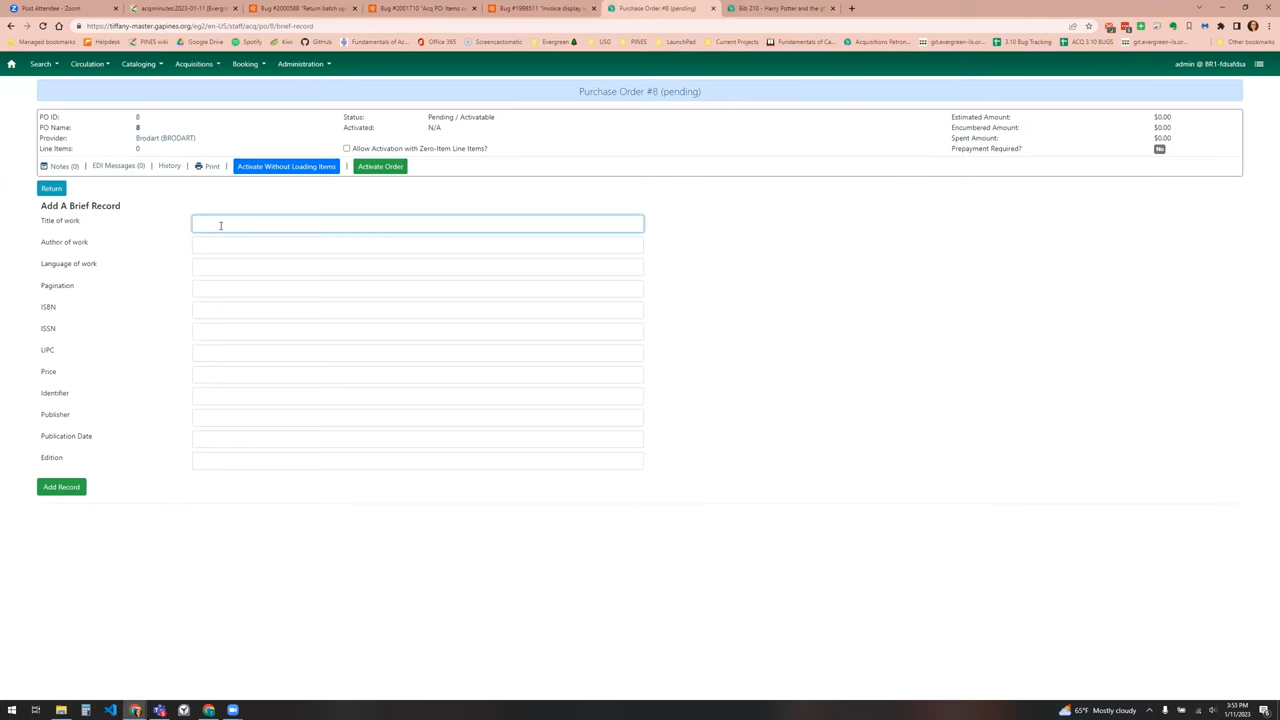 Post Attendee - Zoom
acqminutes:2023-01-11 [Evergre
Bug #2000588 "Return batch up
Bug #2001710 "Acq PO: Items sc
Bug #1998511 "Invoice display is
Purchase Order #8 (pending)
Bib 210 - Harry Potter and the gl
https://tiffany-master.gapines.org/eg2/en-US/staff/acq/po/8/brief-record
Managed bookmarks
Helpdesk
PINES wiki
Google Drive
Spotify
Kiwi
GitHub
Fundamentals of Ac...
Office 365
Screencastomatic
Evergreen
USG
PINES
LaunchPad
Current Projects
Fundamentals of Ca...
Acquisitions Patron...
git.evergreen-ils.or...
3.10 Bug Tracking
ACQ 3.10 BUGS
git.evergreen-ils.or...
Other bookmarks
Search
Circulation
Cataloging
Acquisitions
Booking
Administration
admin @ BR1-fdsafdsa
Purchase Order #8 (pending)
PO ID: 8 Status: Pending / Activatable Estimated Amount: $0.00
PO Name: 8 Activated: N/A Encumbered Amount: $0.00
Provider: Brodart (BRODART) Spent Amount: $0.00
Line Items: 0 Allow Activation with Zero-Item Line Items? Prepayment Required? No
Notes (0) | EDI Messages (0) | History | Print | Activate Without Loading Items | Activate Order
Return
Add A Brief Record
Title of work
Author of work
Language of work
Pagination
ISBN
ISSN
UPC
Price
Identifier
Publisher
Publication Date
Edition
Add Record
65°F Mostly cloudy
3:53 PM
1/11/2023